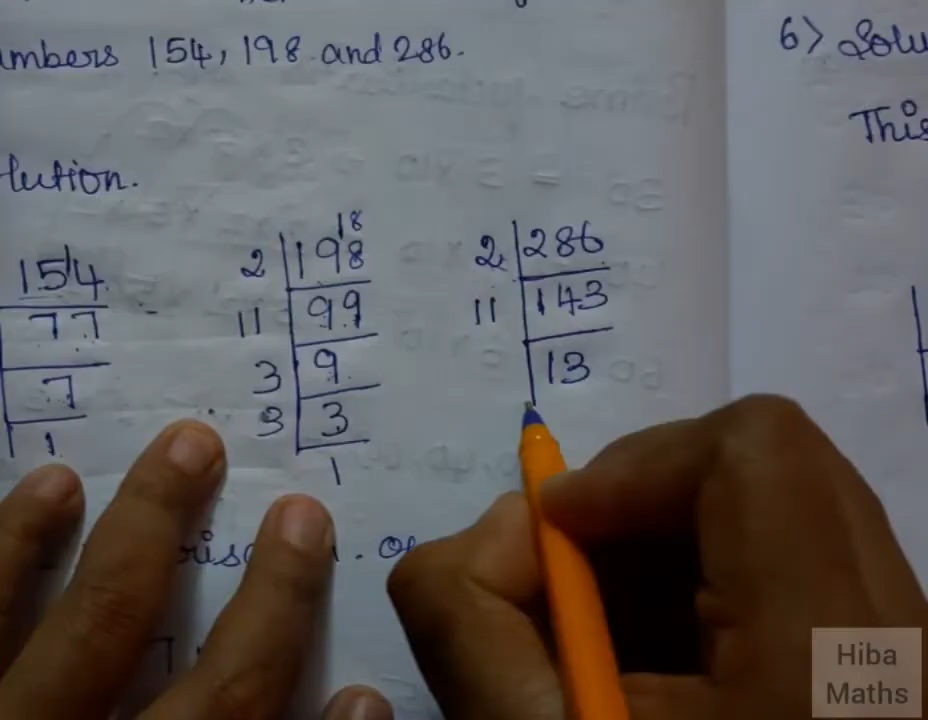 umbers 154, 198 and 286.
6) Solu
This
lution.
154
77
7
1
18
2 198
11 99
3 9
3 3
1
2 286
11 143
13
Hiba
Maths